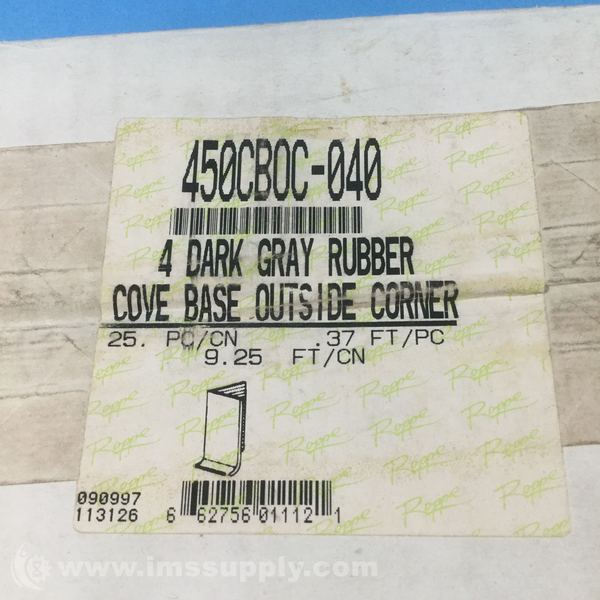 450CBOC-040
4 DARK GRAY RUBBER
COVE BASE OUTSIDE CORNER
25. PC/CN .37 FT/PC
9.25 FT/CN
Roppe
090997
113126
6 62756 01112 1
© www.imssupply.com